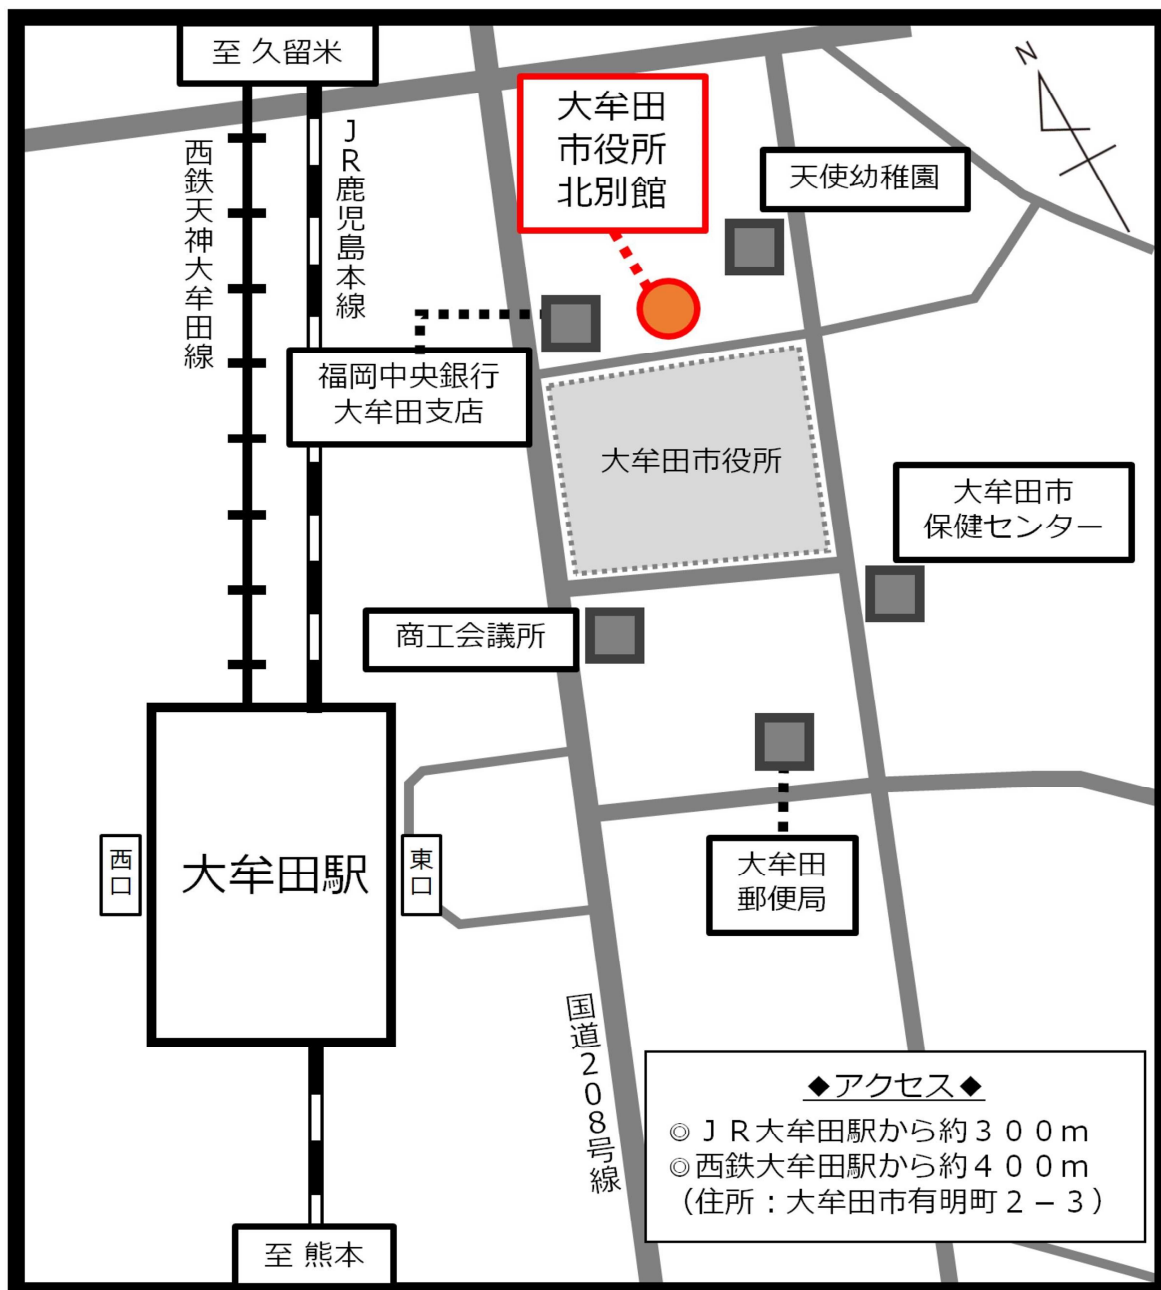 至 久留米
N
大牟田
市役所
北別館
天使幼稚園
西鉄天神大牟田線
ＪＲ鹿児島本線
福岡中央銀行
大牟田支店
大牟田市役所
大牟田市
保健センター
商工会議所
西口
大牟田駅
東口
大牟田
郵便局
国道２０８号線
◆アクセス◆
◎ＪＲ大牟田駅から約３００ｍ
◎西鉄大牟田駅から約４００ｍ
（住所：大牟田市有明町２－３）
至 熊本